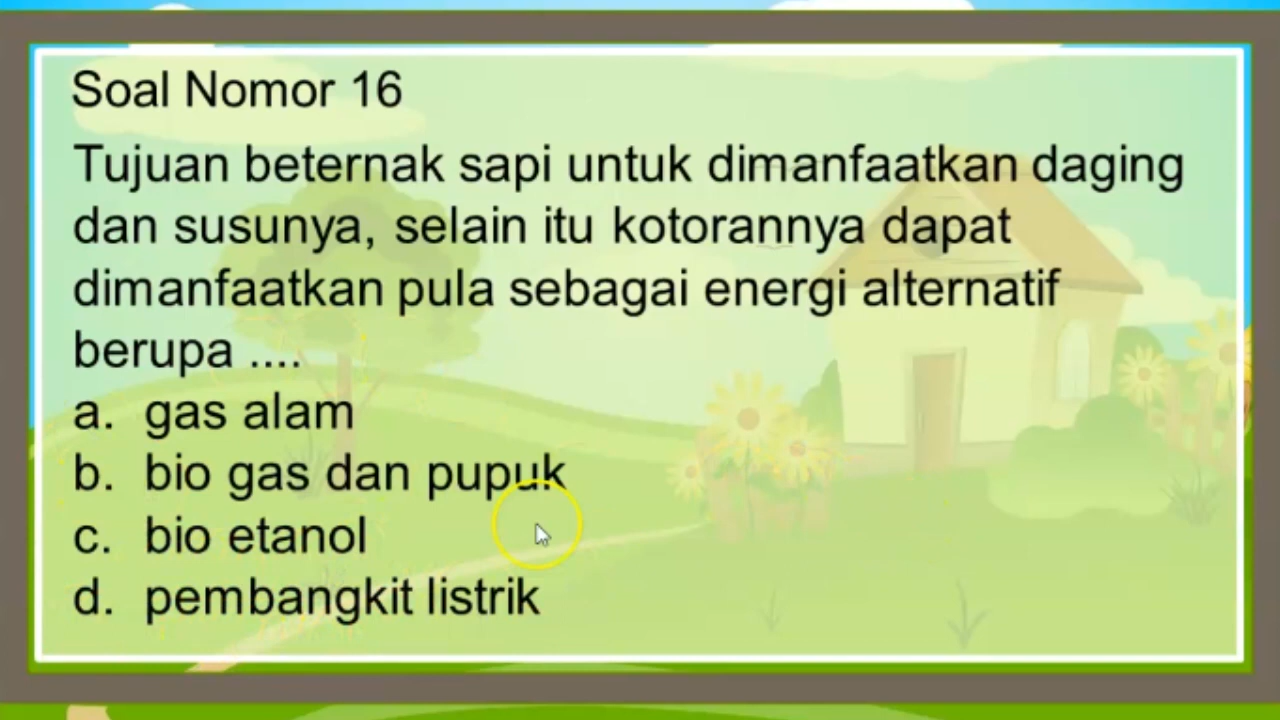 Soal Nomor 16
Tujuan beternak sapi untuk dimanfaatkan daging
dan susunya, selain itu kotorannya dapat
dimanfaatkan pula sebagai energi alternatif
berupa ....
a. gas alam
b. bio gas dan pupuk
c. bio etanol
d. pembangkit listrik